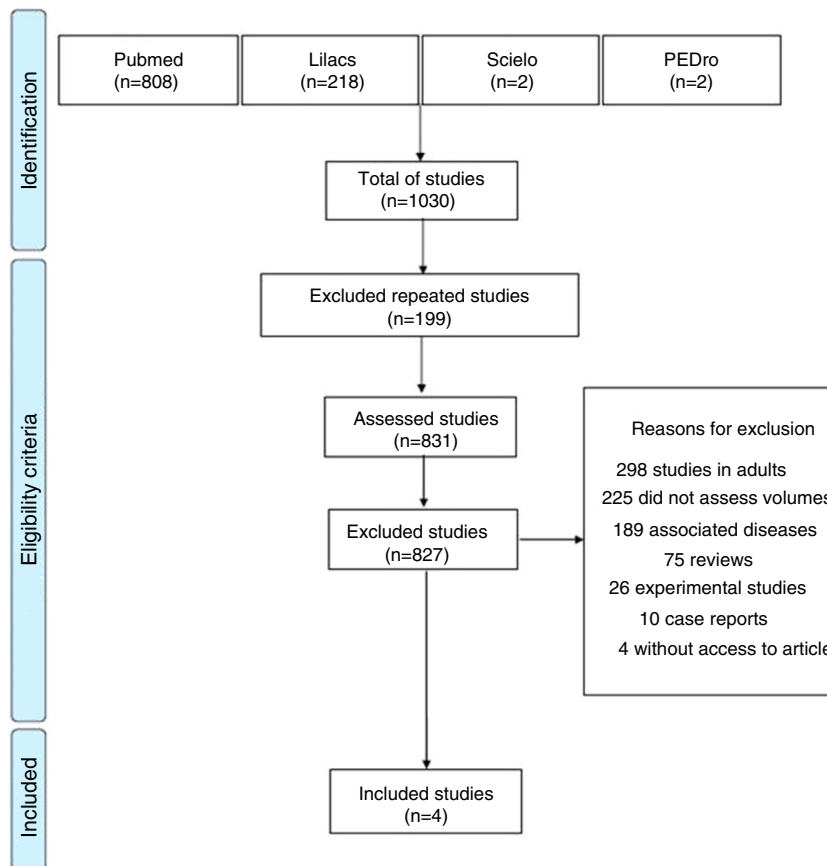 Identification
Pubmed
(n=808)
Lilacs
(n=218)
Scielo
(n=2)
PEDro
(n=2)
Total of studies
(n=1030)
Eligibility criteria
Excluded repeated studies
(n=199)
Assessed studies
(n=831)
Excluded studies
(n=827)
Reasons for exclusion
298 studies in adults
225 did not assess volumes
189 associated diseases
75 reviews
26 experimental studies
10 case reports
4 without access to article
Included
Included studies
(n=4)